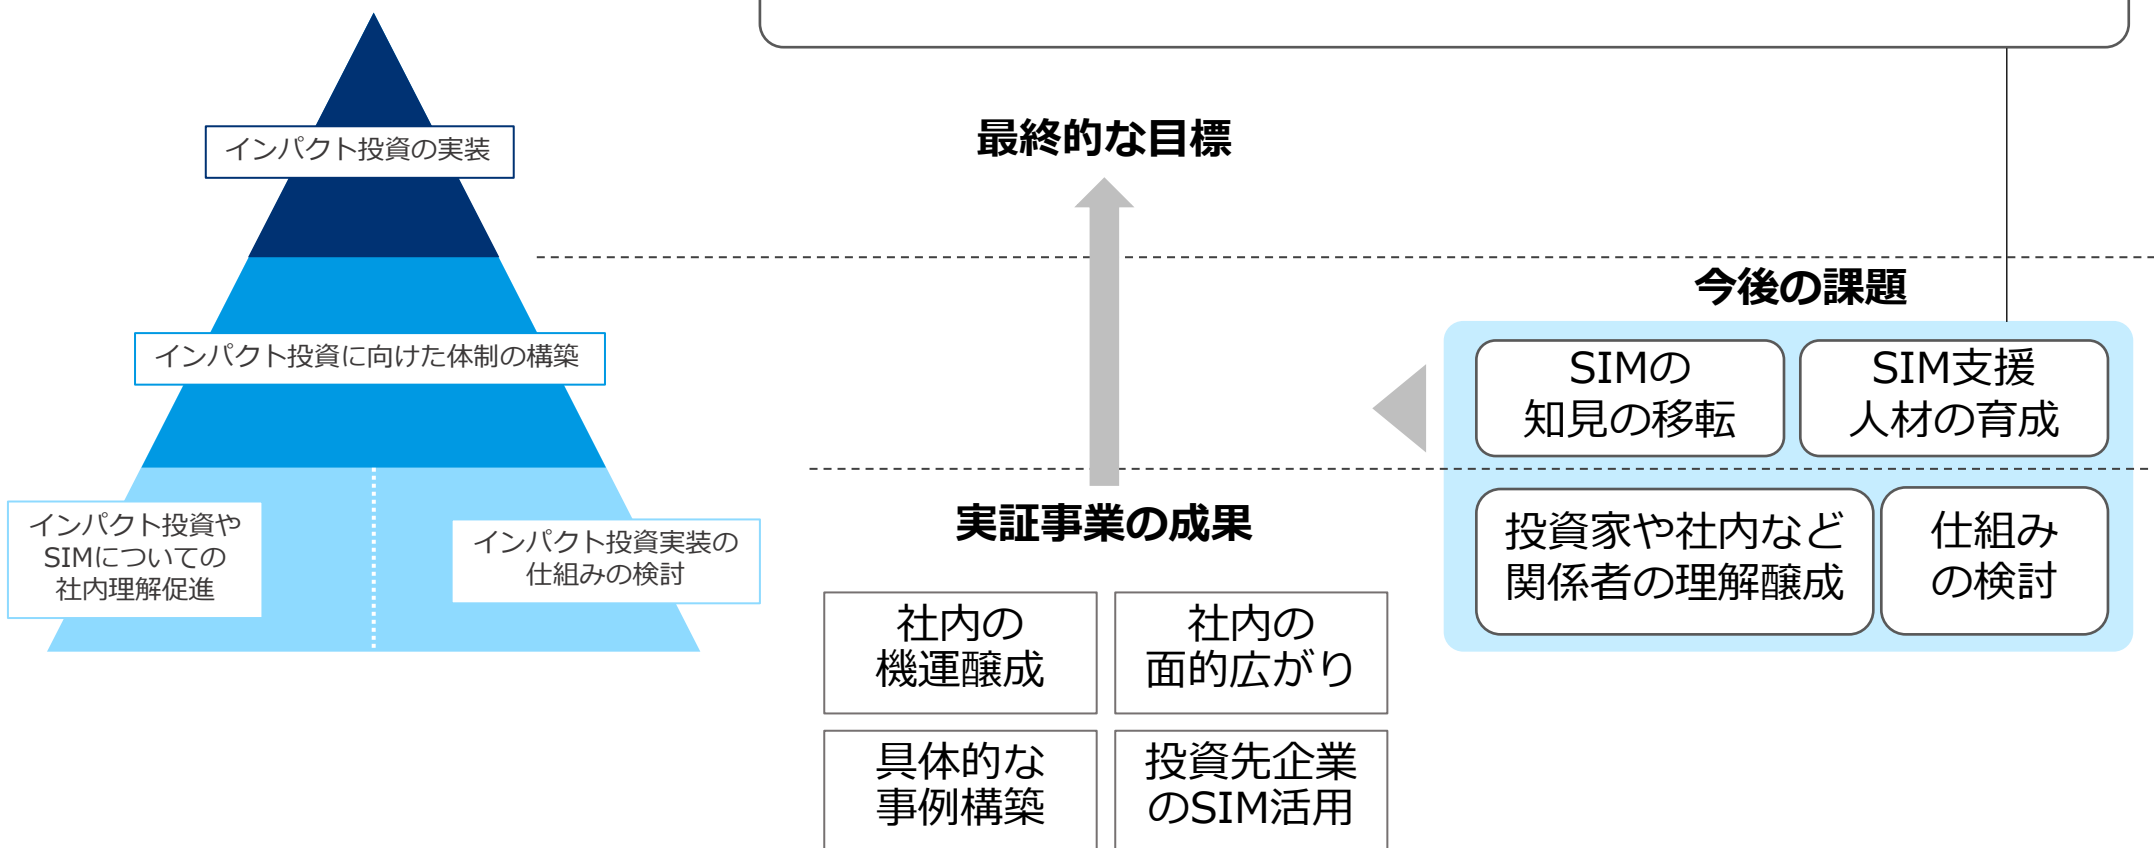 インパクト投資の実装
インパクト投資に向けた体制の構築
インパクト投資や
SIMについての
社内理解促進
インパクト投資実装の
仕組みの検討
最終的な目標
実証事業の成果
社内の
機運醸成
社内の
面的広がり
具体的な
事例構築
投資先企業
のSIM活用
今後の課題
SIMの
知見の移転
SIM支援
人材の育成
投資家や社内など
関係者の理解醸成
仕組み
の検討